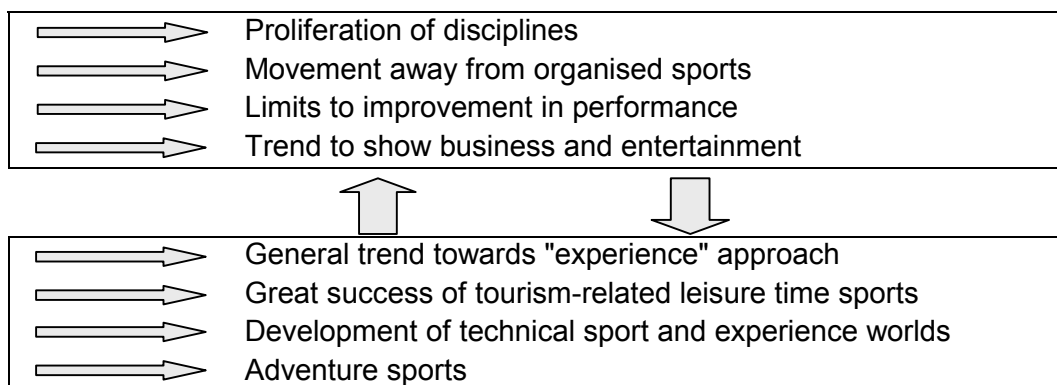 Proliferation of disciplines
Movement away from organised sports
Limits to improvement in performance
Trend to show business and entertainment
General trend towards "experience" approach
Great success of tourism-related leisure time sports
Development of technical sport and experience worlds
Adventure sports